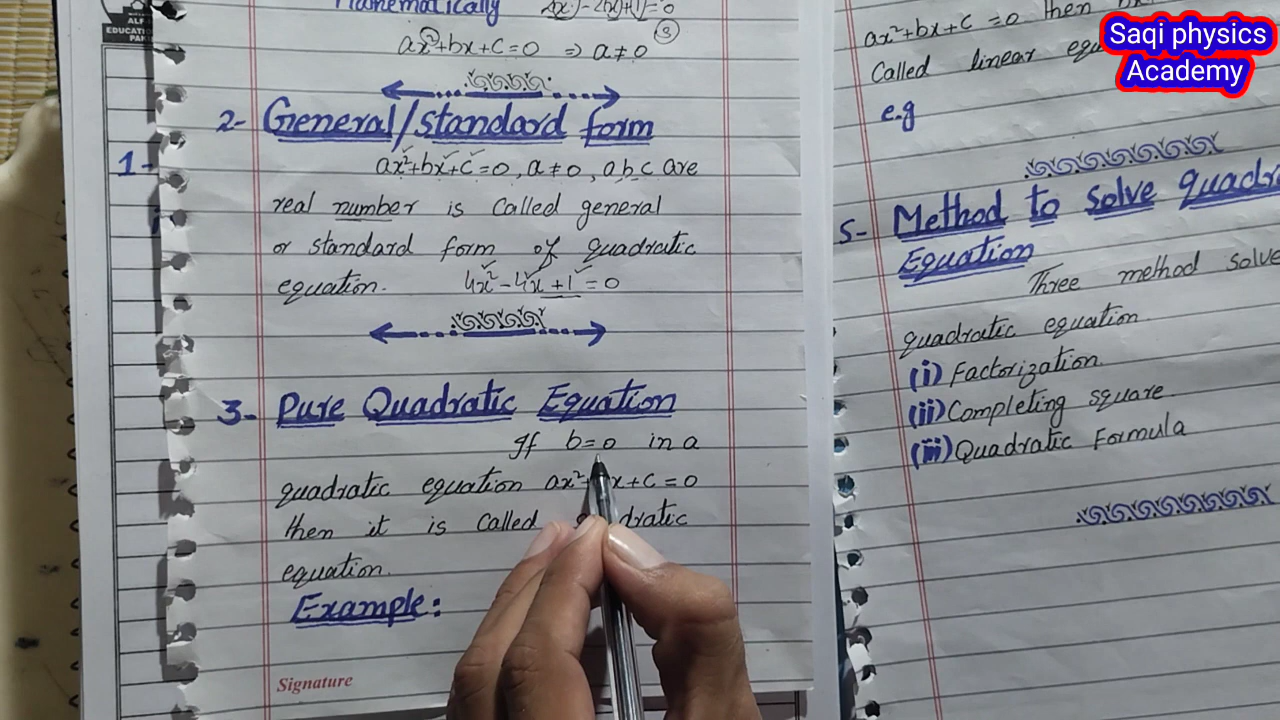 Mathematically
ax²+bx+c=0 ⇒ a≠0
2- General/standard form
1-
ax²+bx+c=0, a≠0, a b c are
real number is called general
or standard form of quadratic
equation. 4x²-4x+1=0
3- Pure Quadratic Equation
If b=0 in a
quadratic equation ax²+ x+c=0
then it is called
equation.
Example:
Signature
ax²+bx+c=0 then
Called linear
e.g
5- Method to solve
Equation
Three method solve
quadratic equation
(i) Factorization
(ii) Completing square
(iii) Quadratic Formula
Saqi physics
Academy